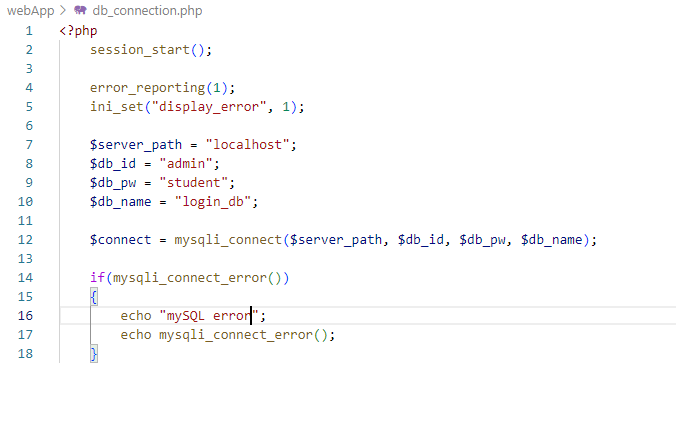 webApp > db_connection.php
1 <?php
2 session_start();
3
4 error_reporting(1);
5 ini_set("display_error", 1);
6
7 $server_path = "localhost";
8 $db_id = "admin";
9 $db_pw = "student";
10 $db_name = "login_db";
11
12 $connect = mysqli_connect($server_path, $db_id, $db_pw, $db_name);
13
14 if(mysqli_connect_error())
15 {
16 echo "mySQL error";
17 echo mysqli_connect_error();
18 }